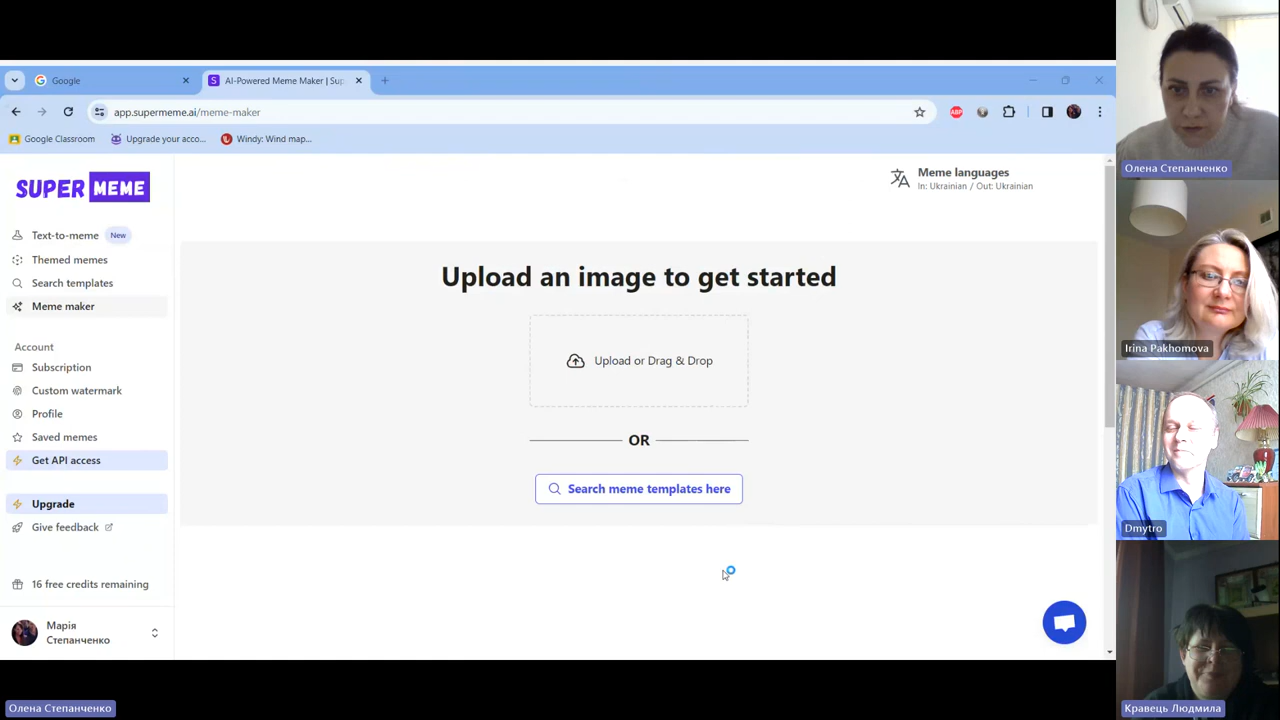 Google
AI-Powered Meme Maker | Sup
app.supermeme.ai/meme-maker
ABP
Google Classroom
Upgrade your acco...
Windy: Wind map...
SUPER MEME
Meme languages
In: Ukrainian / Out: Ukrainian
Text-to-meme New
Themed memes
Search templates
Meme maker
Account
Subscription
Custom watermark
Profile
Saved memes
Get API access
Upgrade
Give feedback
16 free credits remaining
Марія
Степанченко
Upload an image to get started
Upload or Drag & Drop
OR
Search meme templates here
Олена Степанченко
Олена Степанченко
Irina Pakhomova
Dmytro
Кравець Людмила